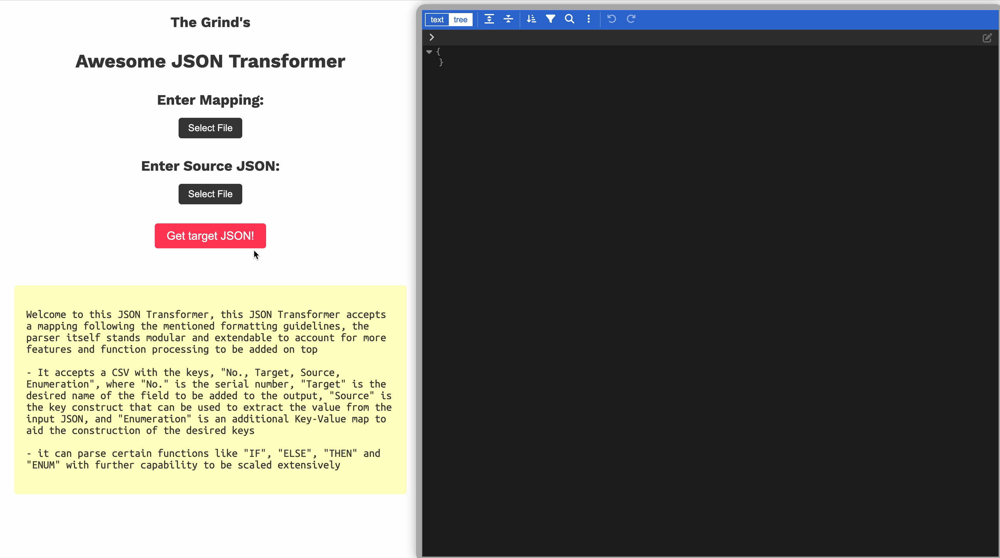 The Grind's
Awesome JSON Transformer
Enter Mapping:
Select File
Enter Source JSON:
Select File
Get target JSON!
Welcome to this JSON Transformer, this JSON Transformer accepts
a mapping following the mentioned formatting guidelines, the
parser itself stands modular and extendable to account for more
features and function processing to be added on top
- It accepts a CSV with the keys, "No., Target, Source,
Enumeration", where "No." is the serial number, "Target" is the
desired name of the field to be added to the output, "Source" is
the key construct that can be used to extract the value from the
input JSON, and "Enumeration" is an additional Key-Value map to
aid the construction of the desired keys
- it can parse certain functions like "IF", "ELSE", "THEN" and
"ENUM" with further capability to be scaled extensively
text tree
{
}